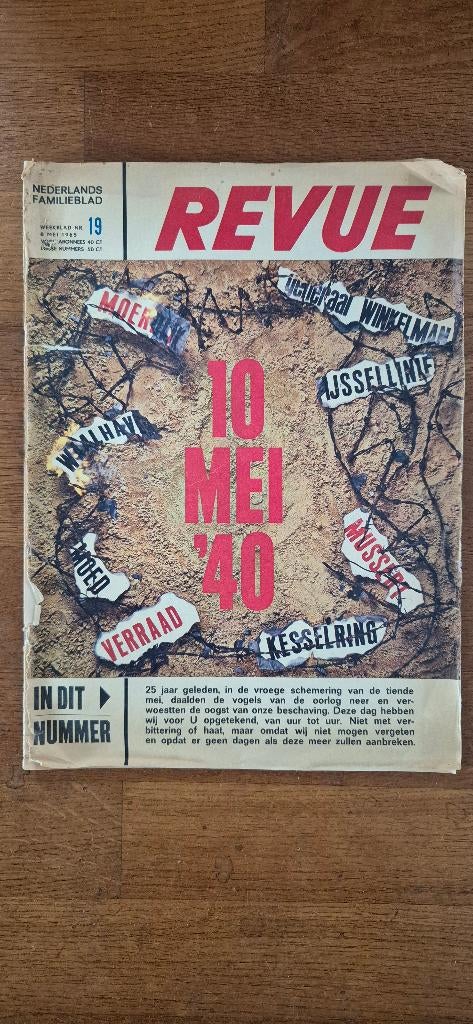 NEDERLANDS
FAMILIEBLAD
WEEKBLAD NR. 19
8 MEI 1965
ABONNEES 40 CT
NUMMERS 50 CT
REVUE
MOERDIJ
Generaal WINKELMAN
IJSSELLINIE
WAALHAVE
10
MEI
'40
MOED
MUSSERT
VERRAAD
KESSELRING
IN DIT
NUMMER
25 jaar geleden, in de vroege schemering van de tiende
mei, daalden de vogels van de oorlog neer en ver-
woestten de oogst van onze beschaving. Deze dag hebben
wij voor U opgetekend, van uur tot uur. Niet met ver-
bittering of haat, maar omdat wij niet mogen vergeten
en opdat er geen dagen als deze meer zullen aanbreken.